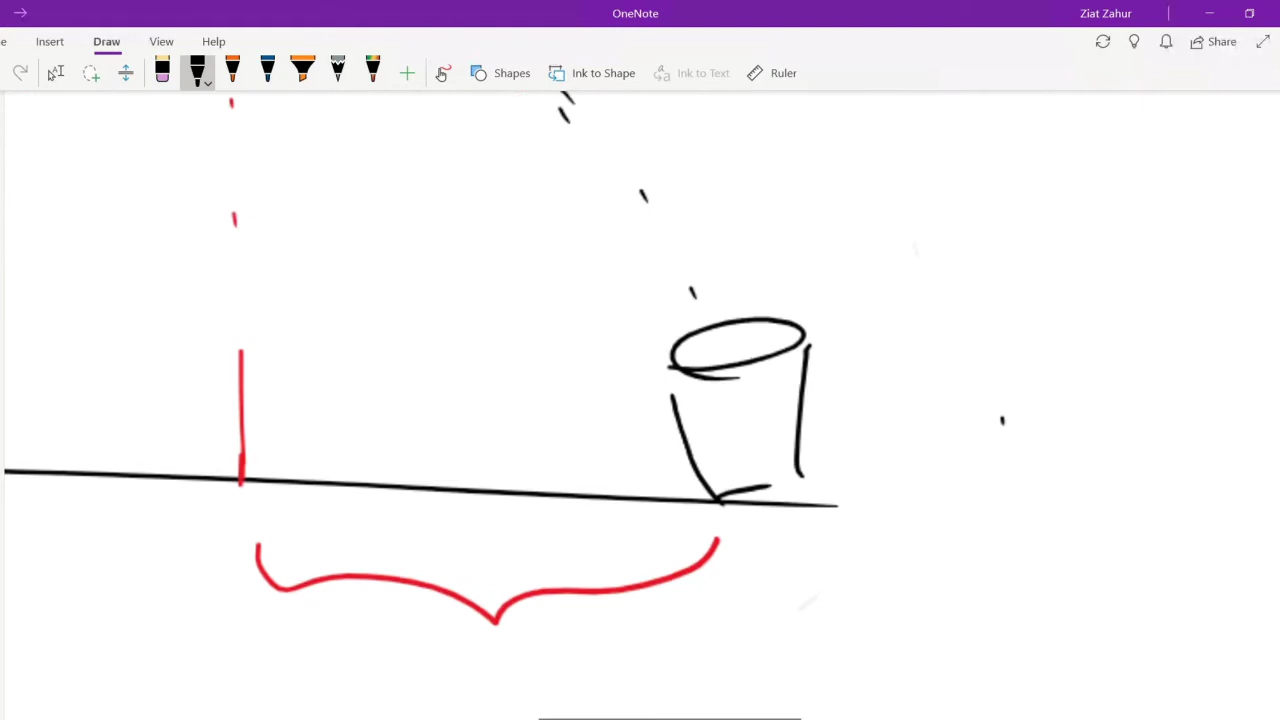 OneNote
Ziat Zahur
Insert
Draw
View
Help
Share
Shapes
Ink to Shape
Ink to Text
Ruler